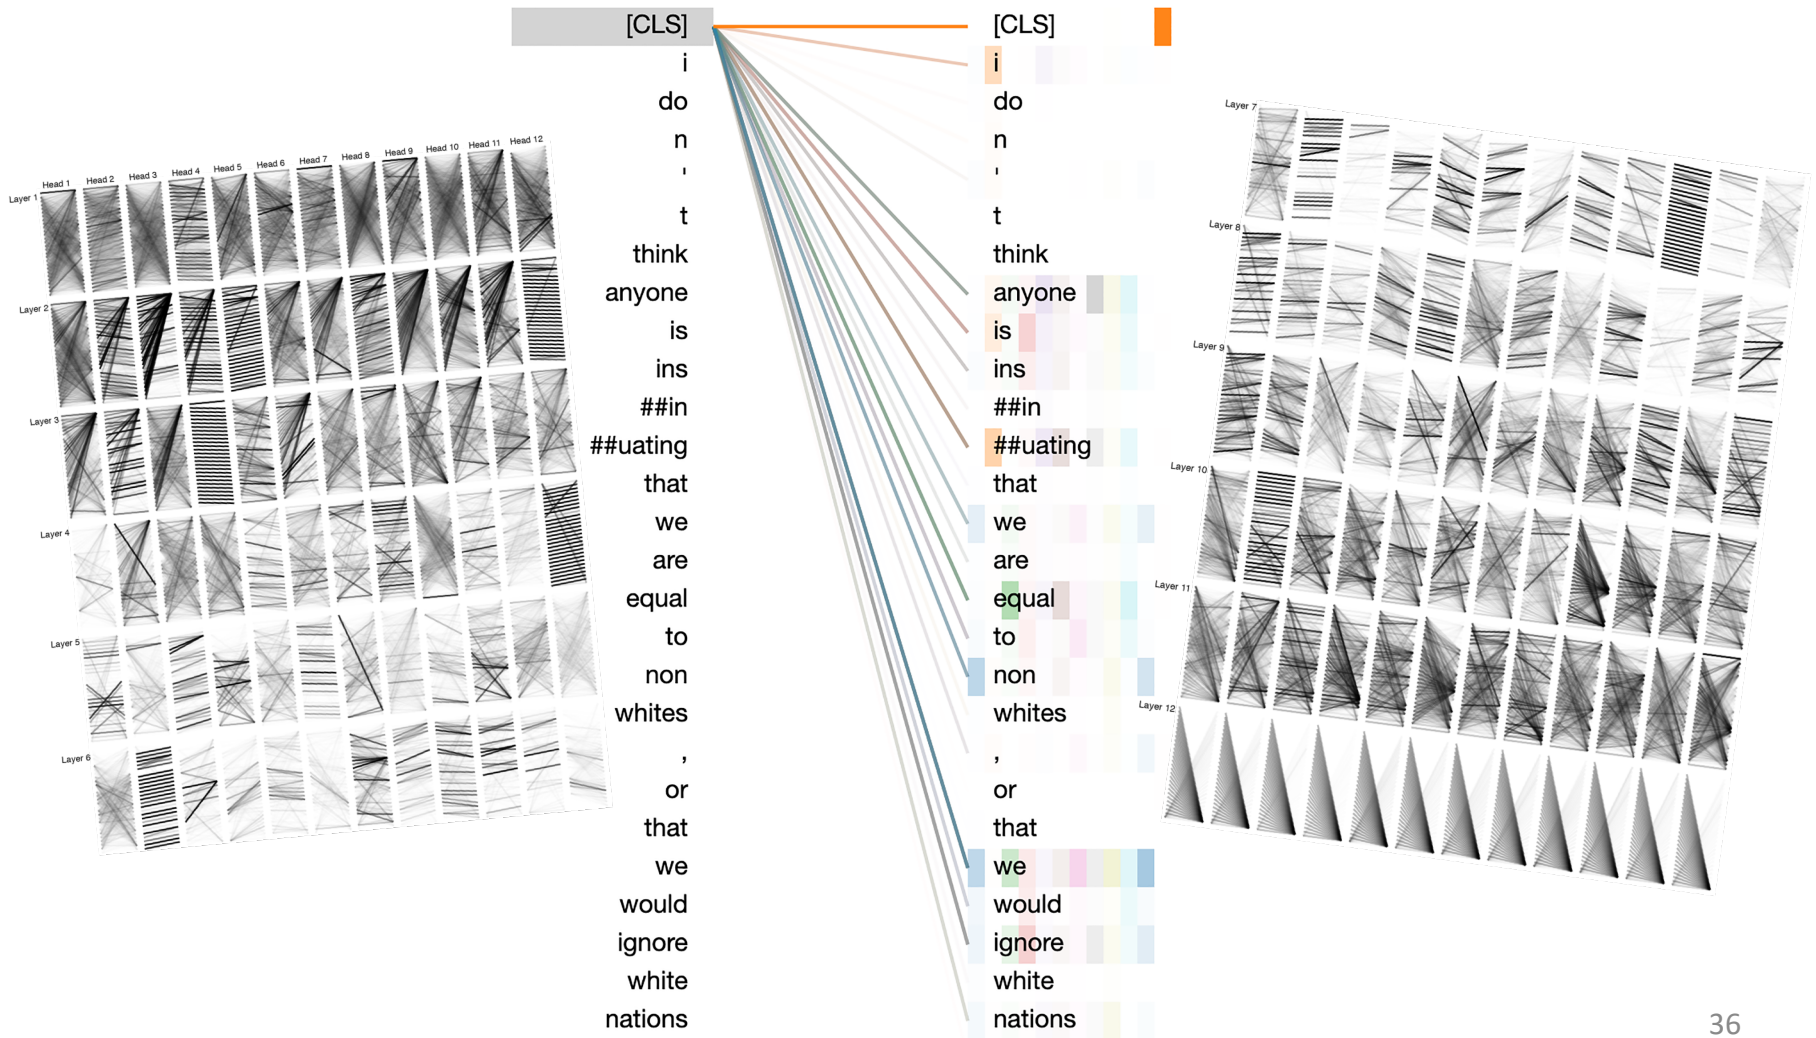 [CLS] [CLS]
i i
do do
n n
' '
t t
think think
anyone anyone
is is
ins ins
##in ##in
##uating ##uating
that that
we we
are are
equal equal
to to
non non
whites whites
, ,
or or
that that
we we
would would
ignore ignore
white white
nations nations
Head 1 Head 2 Head 3 Head 4 Head 5 Head 6 Head 7 Head 8 Head 9 Head 10 Head 11 Head 12
Layer 1
Layer 2
Layer 3
Layer 4
Layer 5
Layer 6
Layer 7
Layer 8
Layer 9
Layer 10
Layer 11
Layer 12
36